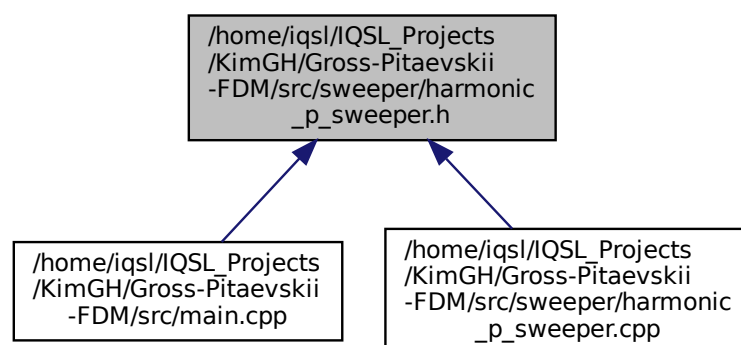 /home/iqsl/IQSL_Projects
/KimGH/Gross-Pitaevskii
-FDM/src/sweeper/harmonic
_p_sweeper.h
/home/iqsl/IQSL_Projects
/KimGH/Gross-Pitaevskii
-FDM/src/main.cpp
/home/iqsl/IQSL_Projects
/KimGH/Gross-Pitaevskii
-FDM/src/sweeper/harmonic
_p_sweeper.cpp